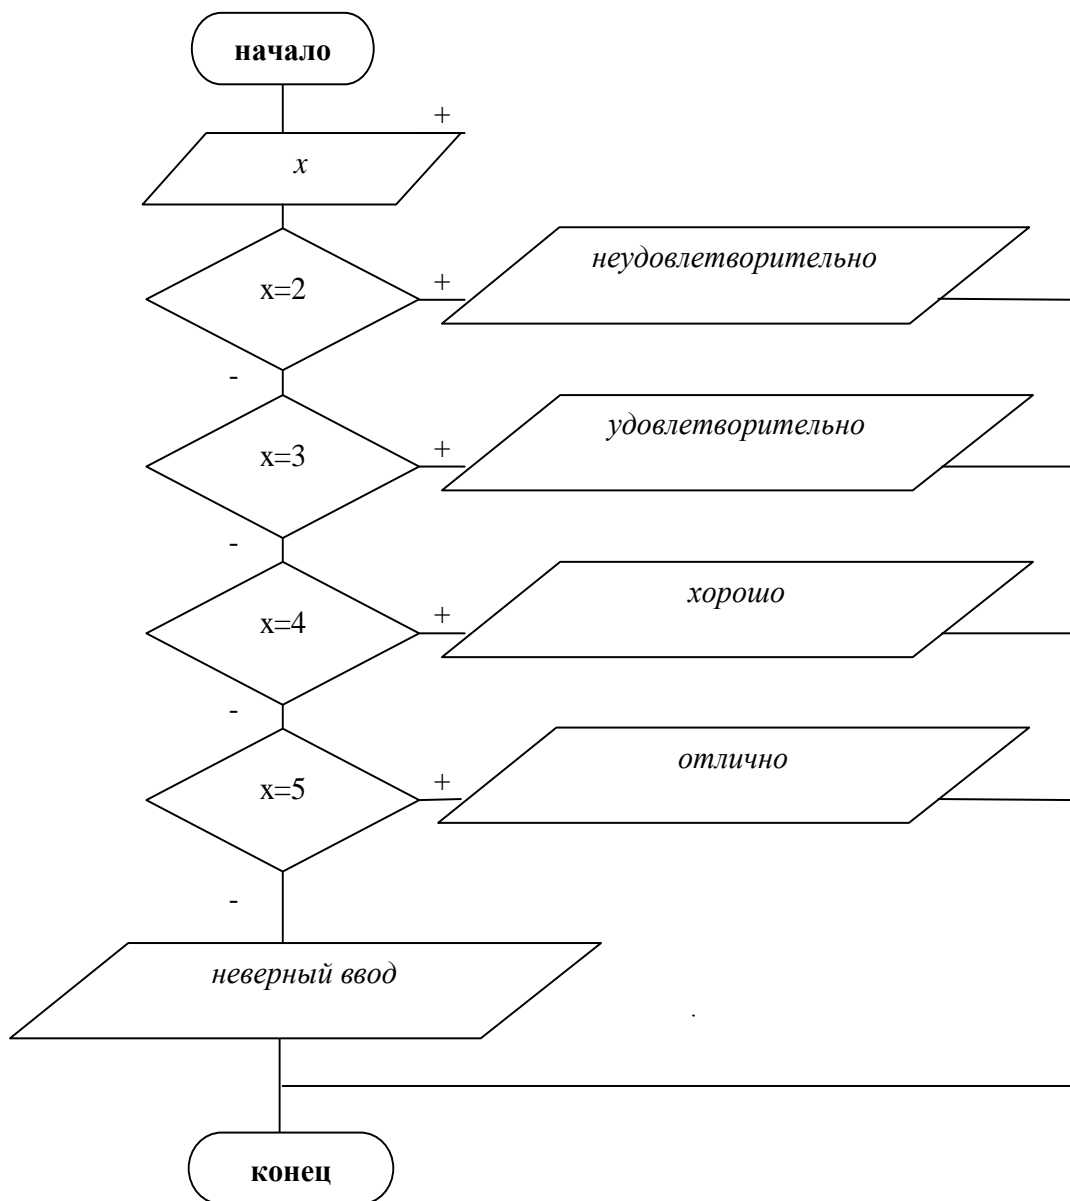 начало
+
x
x=2
+
неудовлетворительно
-
x=3
+
удовлетворительно
-
x=4
+
хорошо
-
x=5
+
отлично
-
неверный ввод
.
конец